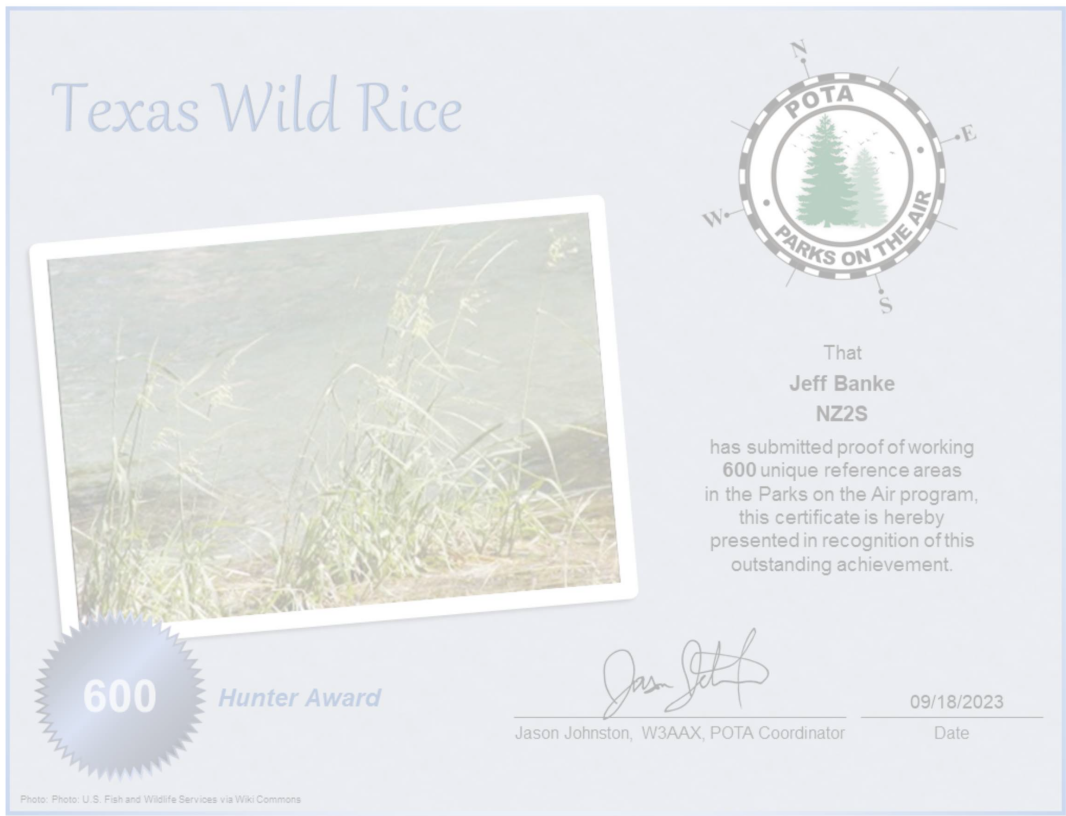 Texas Wild Rice
N
E
S
W
POTA
PARKS ON THE AIR
That
Jeff Banke
NZ2S
has submitted proof of working
600 unique reference areas
in the Parks on the Air program,
this certificate is hereby
presented in recognition of this
outstanding achievement.
600
Hunter Award
09/18/2023
Jason Johnston, W3AAX, POTA Coordinator
Date
Photo: Photo: U.S. Fish and Wildlife Services via Wiki Commons